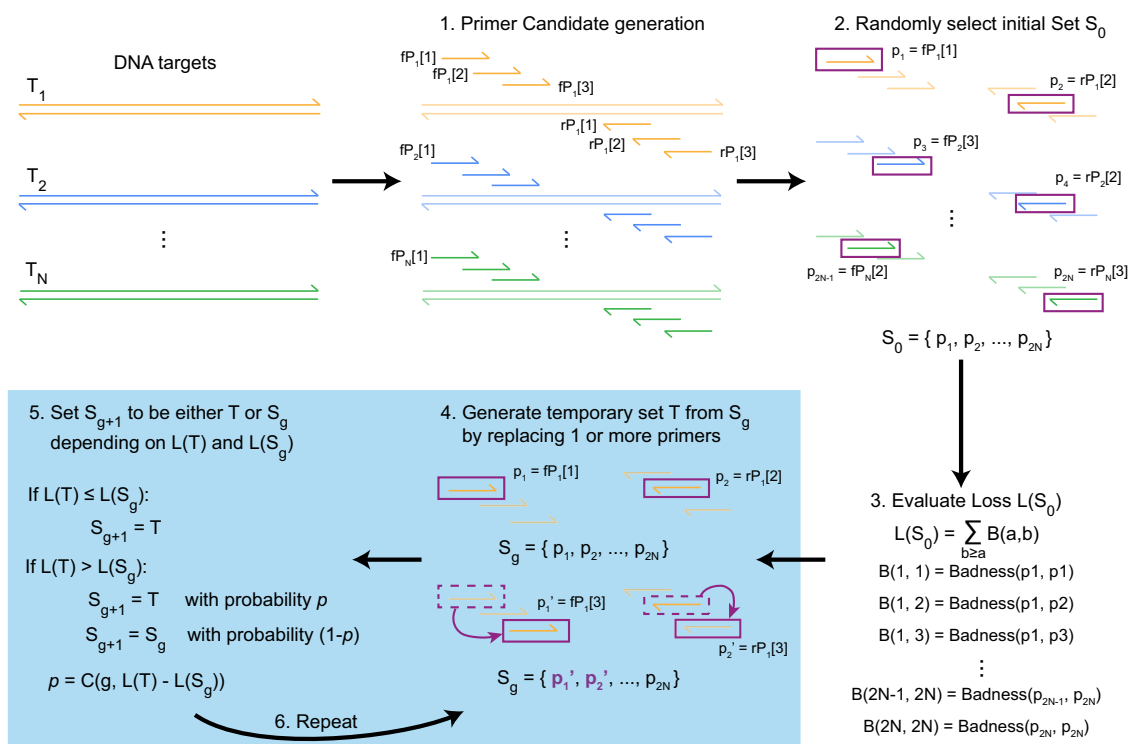 DNA targets
T1
T2
⋮
TN
1. Primer Candidate generation
fP1[1]
fP1[2]
fP1[3]
rP1[1]
rP1[2]
rP1[3]
fP2[1]
⋮
fPN[1]
2. Randomly select initial Set S0
p1 = fP1[1]
p2 = rP1[2]
p3 = fP2[3]
p4 = rP2[2]
⋮
p2N-1 = fPN[2]
p2N = rPN[3]
S0 = { p1, p2, ..., p2N}
3. Evaluate Loss L(S0)
L(S0) = ∑ B(a,b)
b≥a
B(1, 1) = Badness(p1, p1)
B(1, 2) = Badness(p1, p2)
B(1, 3) = Badness(p1, p3)
⋮
B(2N-1, 2N) = Badness(p2N-1, p2N)
B(2N, 2N) = Badness(p2N, p2N)
4. Generate temporary set T from Sg
by replacing 1 or more primers
p1 = fP1[1]
p2 = rP1[2]
Sg = { p1, p2, ..., p2N}
p1’ = fP1[3]
p2’ = rP1[3]
Sg = { p1’, p2’, ..., p2N}
5. Set Sg+1 to be either T or Sg
depending on L(T) and L(Sg)
If L(T) ≤ L(Sg):
Sg+1 = T
If L(T) > L(Sg):
Sg+1 = T with probability p
Sg+1 = Sg with probability (1-p)
p = C(g, L(T) - L(Sg))
6. Repeat